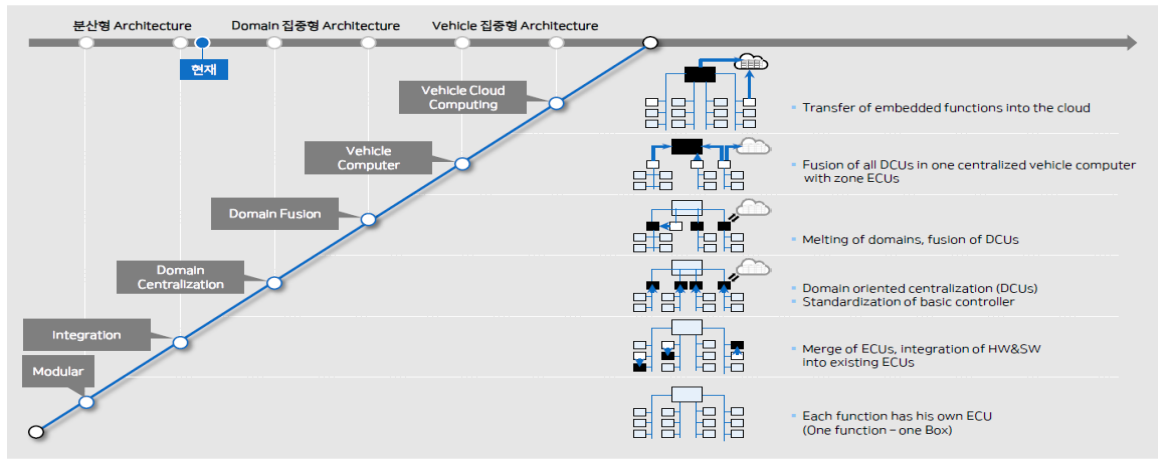 분산형 Architecture
Domain 집중형 Architecture
Vehicle 집중형 Architecture
현재
Vehicle Cloud
Computing
Transfer of embedded functions into the cloud
Vehicle
Computer
Fusion of all DCUs in one centralized vehicle computer
with zone ECUs
Domain Fusion
Melting of domains, fusion of DCUs
Domain
Centralization
Domain oriented centralization (DCUs)
Standardization of basic controller
Integration
Merge of ECUs, integration of HW&SW
into existing ECUs
Modular
Each function has his own ECU
(One function – one Box)